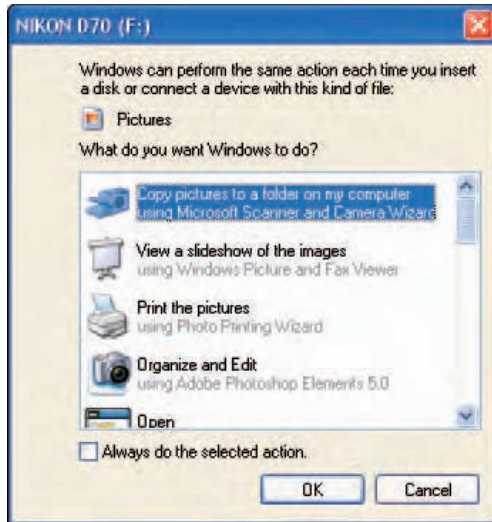 NIKON D70 (F:)
Windows can perform the same action each time you insert
a disk or connect a device with this kind of file:
Pictures
What do you want Windows to do?
Copy pictures to a folder on my computer
using Microsoft Scanner and Camera Wizard
View a slideshow of the images
using Windows Picture and Fax Viewer
Print the pictures
using Photo Printing Wizard
Organize and Edit
using Adobe Photoshop Elements 5.0
Open
Always do the selected action.
OK
Cancel